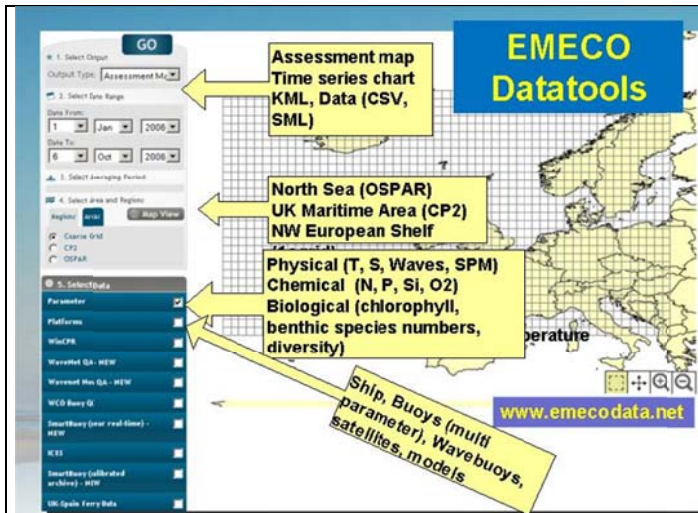 GO
1. Select Output
Output Type: Assessment Ma
2. Select Date Range
Date From:
1 Jan 2006
Date To:
6 Oct 2006
3. Select Averaging Period
4. Select Area and Regions
Regions Areas Map View
Coarse Grid
CP2
OSPAR
5. Select Data
Parameter
Platforms
WinCPR
WaveNet QA - NEW
Wavenet Hes QA - NEW
WCO Buoy QC
SmartBuoy (near real-time) -
NEW
ICES
SmartBuoy (calibrated
archive) - NEW
UK-Spain Ferry Data
Assessment map
Time series chart
KML, Data (CSV,
SML)
EMECO
Datatools
North Sea (OSPAR)
UK Maritime Area (CP2)
NW European Shelf
Physical (T, S, Waves, SPM)
Chemical (N, P, Si, O2)
Biological (chlorophyll,
benthic species numbers,
diversity)
perature
Ship, Buoys (multi
parameter), Wavebuoys,
satellites, models
www.emecodata.net